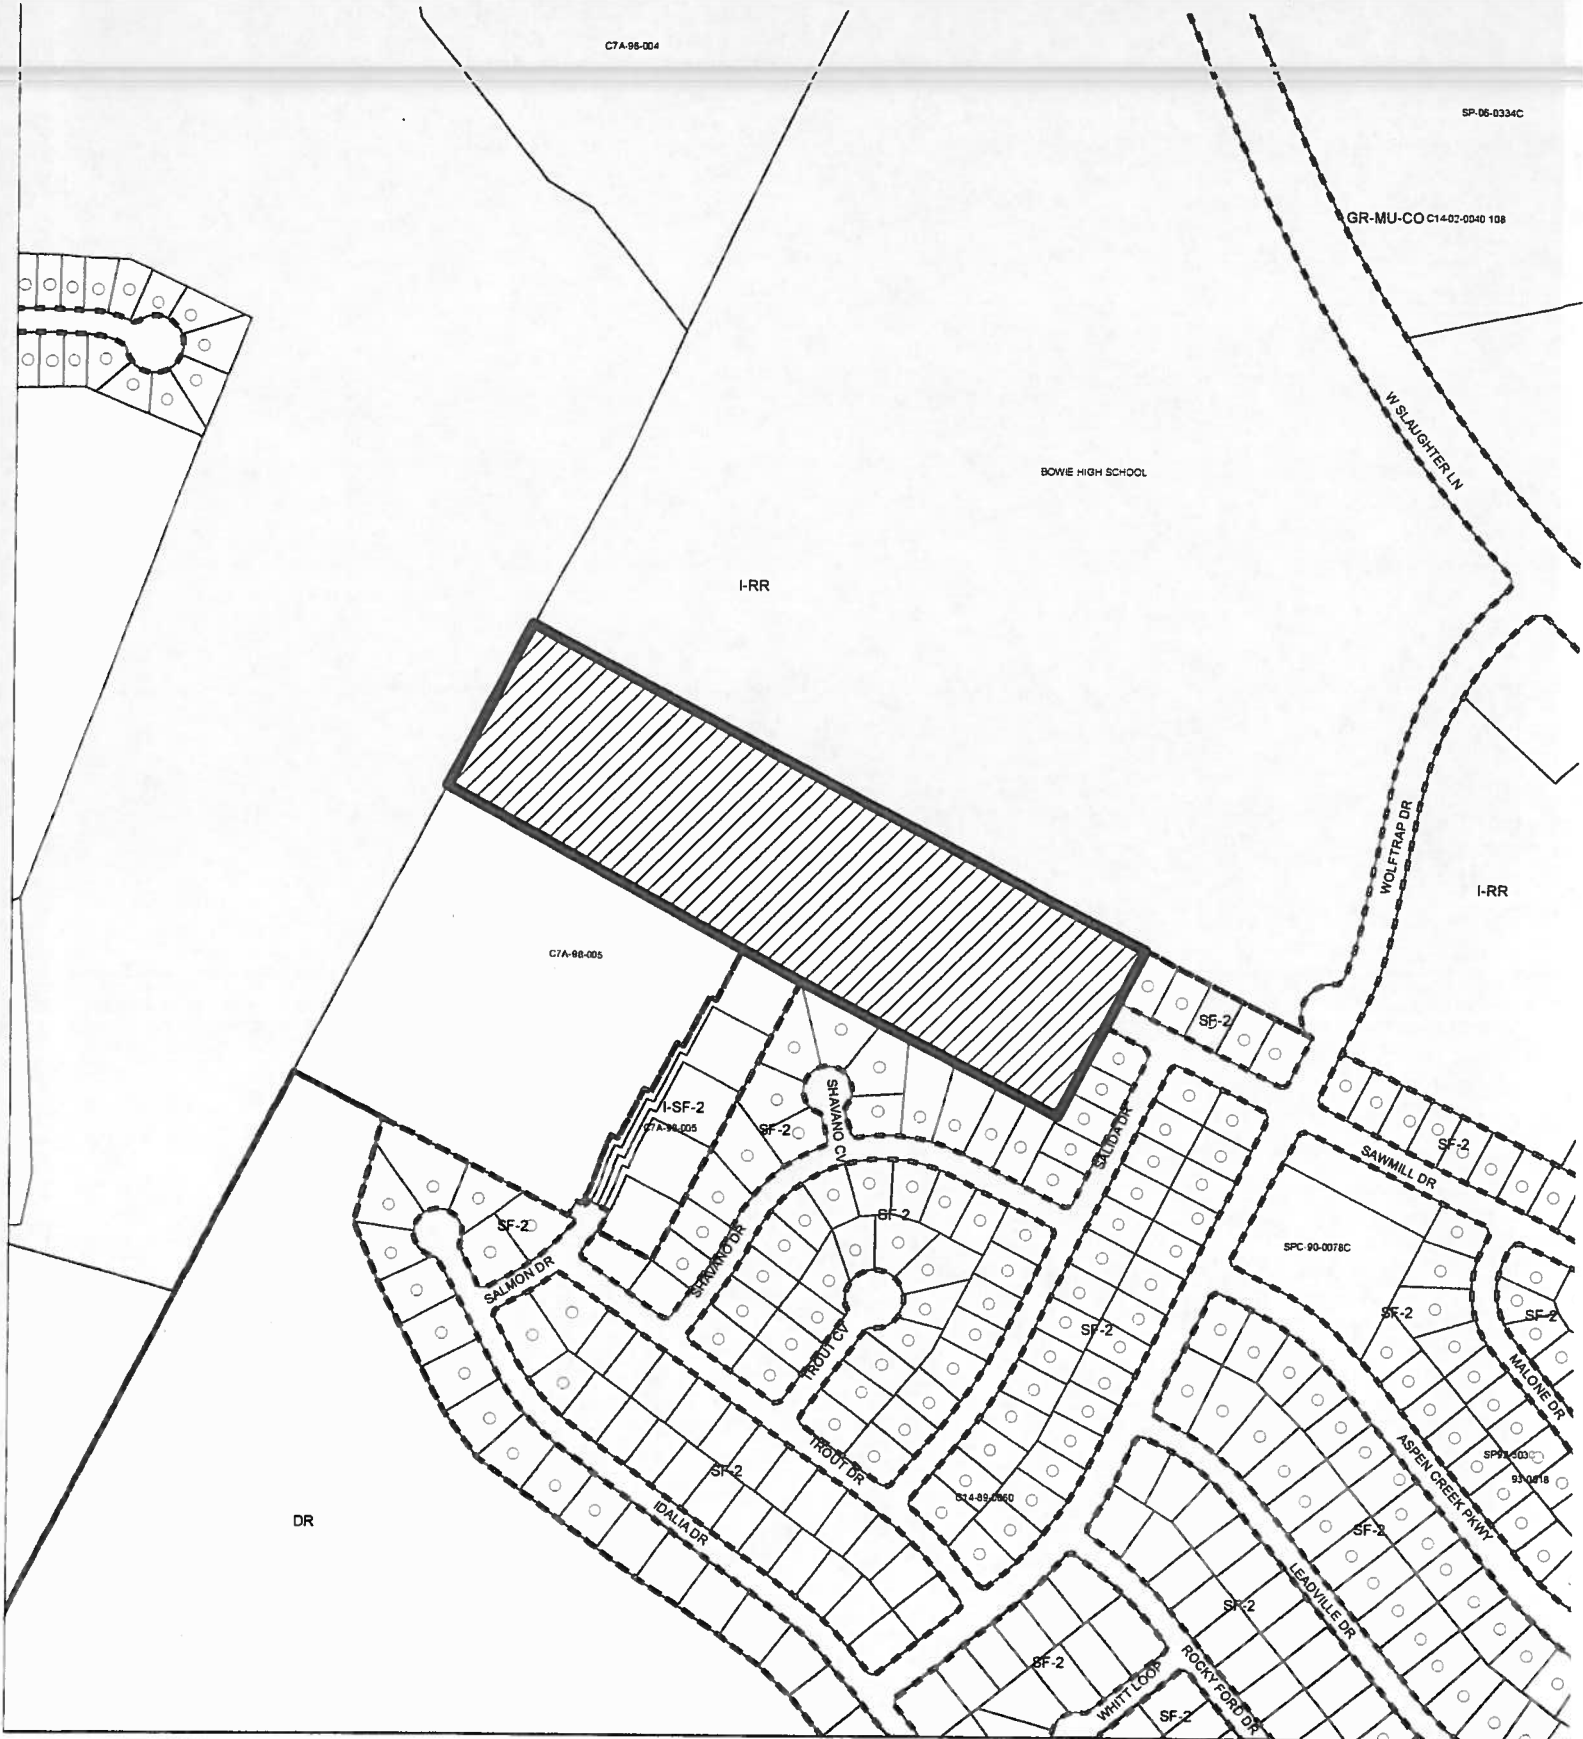 C7A-96-004
SP-06-0334C
GR-MU-CO C14-02-0040 108
W SLAUGHTER LN
BOWIE HIGH SCHOOL
I-RR
WOLFTRAP DR
I-RR
C7A-98-005
SF-2
I-SF-2
C7A-98-005
SHAVANO CV
SF-2
SALIDA DR
SF-2
SAWMILL DR
SF-2
SF-2
SHAVANO DR
SPC-90-0078C
SALMON DR
SF-2
SF-2
SF-2
TROUT CV
MALONE DR
TROUT DR
SF-2
ASPEN CREEK PKWY
C14-89-0060
IDALIA DR
DR
SF-2
LEADVILLE DR
SF-2
SF-2
ROCKY FORD DR
WHITT LOOP
SF-2